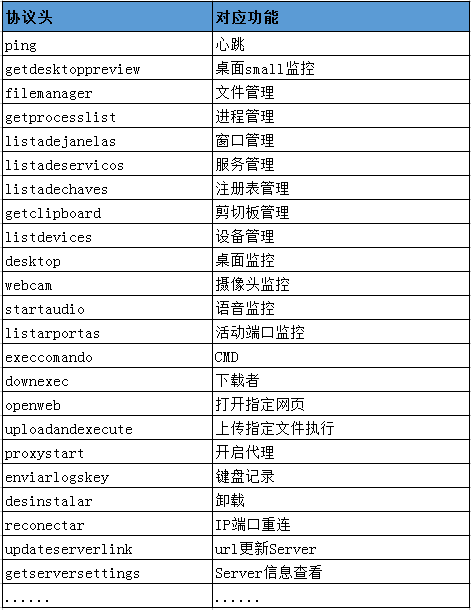 协议头 对应功能
ping 心跳
getdesktoppreview 桌面small监控
filemanager 文件管理
getprocesslist 进程管理
listadejanelas 窗口管理
listadeservicos 服务管理
listadechaves 注册表管理
getclipboard 剪切板管理
listdevices 设备管理
desktop 桌面监控
webcam 摄像头监控
startaudio 语音监控
listarportas 活动端口监控
execcomando CMD
downexec 下载者
openweb 打开指定网页
uploadandexecute 上传指定文件执行
proxystart 开启代理
enviarlogskey 键盘记录
desinstalar 卸载
reconectar IP端口重连
updateserverlink url更新Server
getserversettings Server信息查看
...... ......